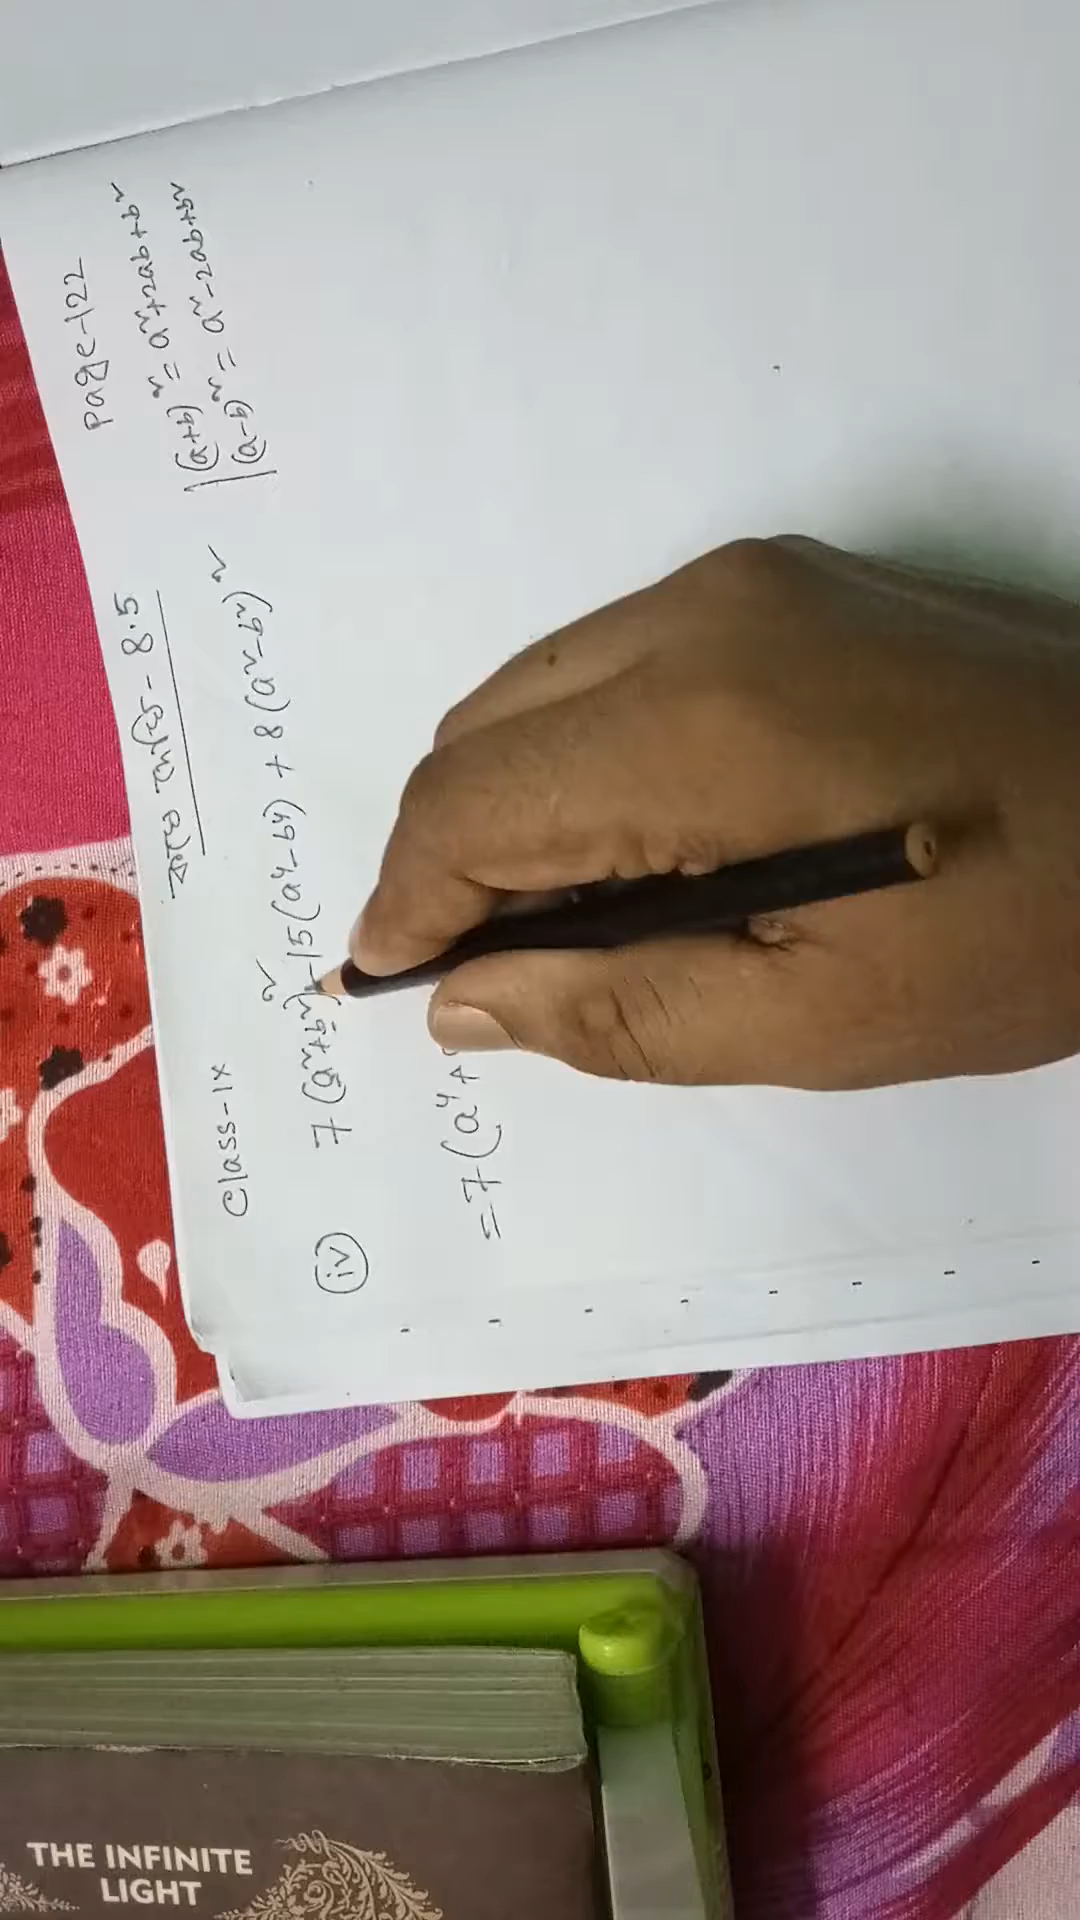 কষে দেখি - 8.5
Page-122
Class-IX
(a+b)² = a²+2ab+b²
(a-b)² = a²-2ab+b²
(iv) 7(a²+b²)² -15(a⁴-b⁴) + 8(a²-b²)²
=7(a⁴+
THE INFINITE
LIGHT